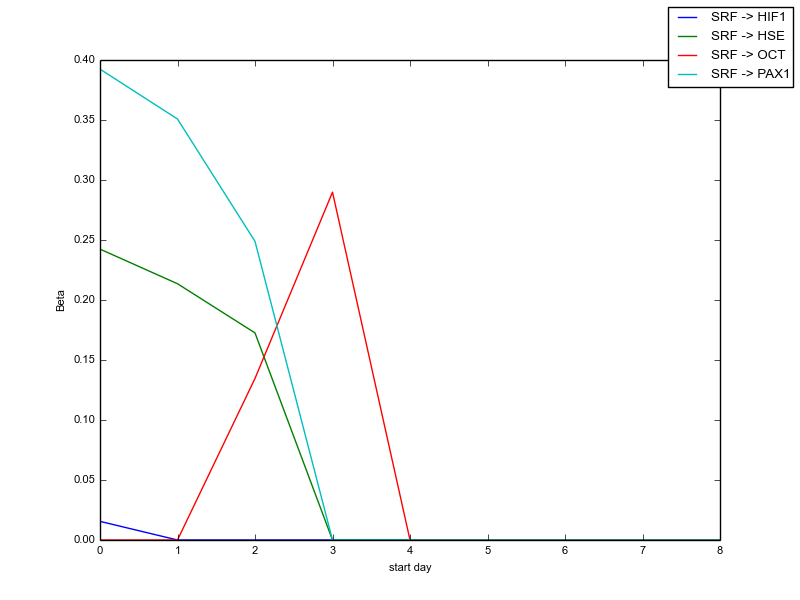 SRF -> HIF1
SRF -> HSE
SRF -> OCT
SRF -> PAX1
0.40
0.35
0.30
0.25
0.20
0.15
0.10
0.05
0.00
Beta
0 1 2 3 4 5 6 7 8
start day